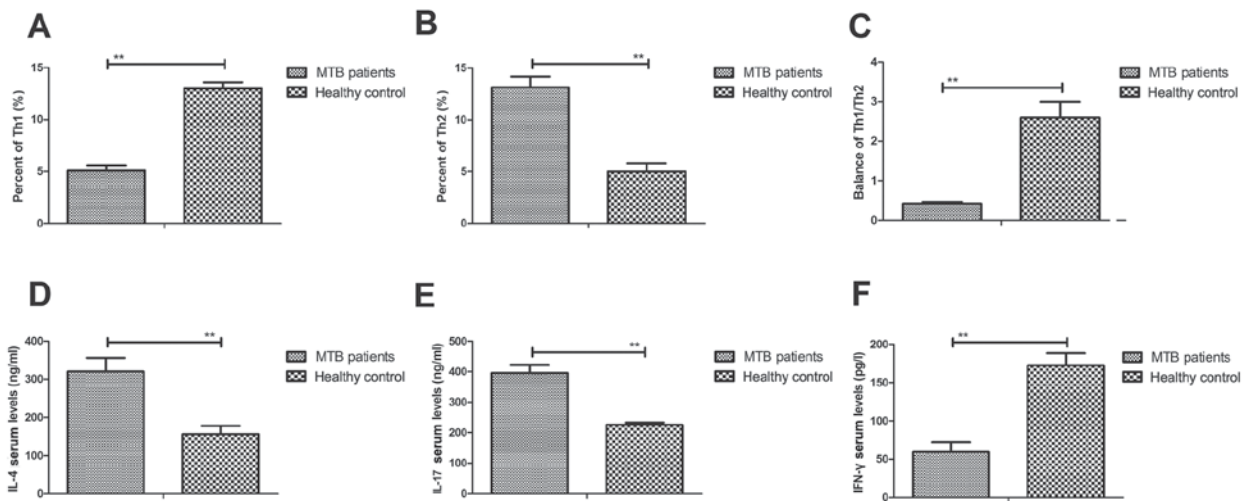 A
Percent of Th1 (%)
15
10
5
0
**
MTB patients
Healthy control
B
Percent of Th2 (%)
15
10
5
0
**
MTB patients
Healthy control
C
Balance of Th1/Th2
4
3
2
1
0
**
MTB patients
Healthy control
D
IL-4 serum levels (ng/ml)
400
300
200
100
0
**
MTB patients
Healthy control
E
IL-17 serum levels (ng/ml)
500
400
300
200
100
0
**
MTB patients
Healthy control
F
IFN-γ serum levels (pg/l)
200
150
100
50
0
**
MTB patients
Healthy control